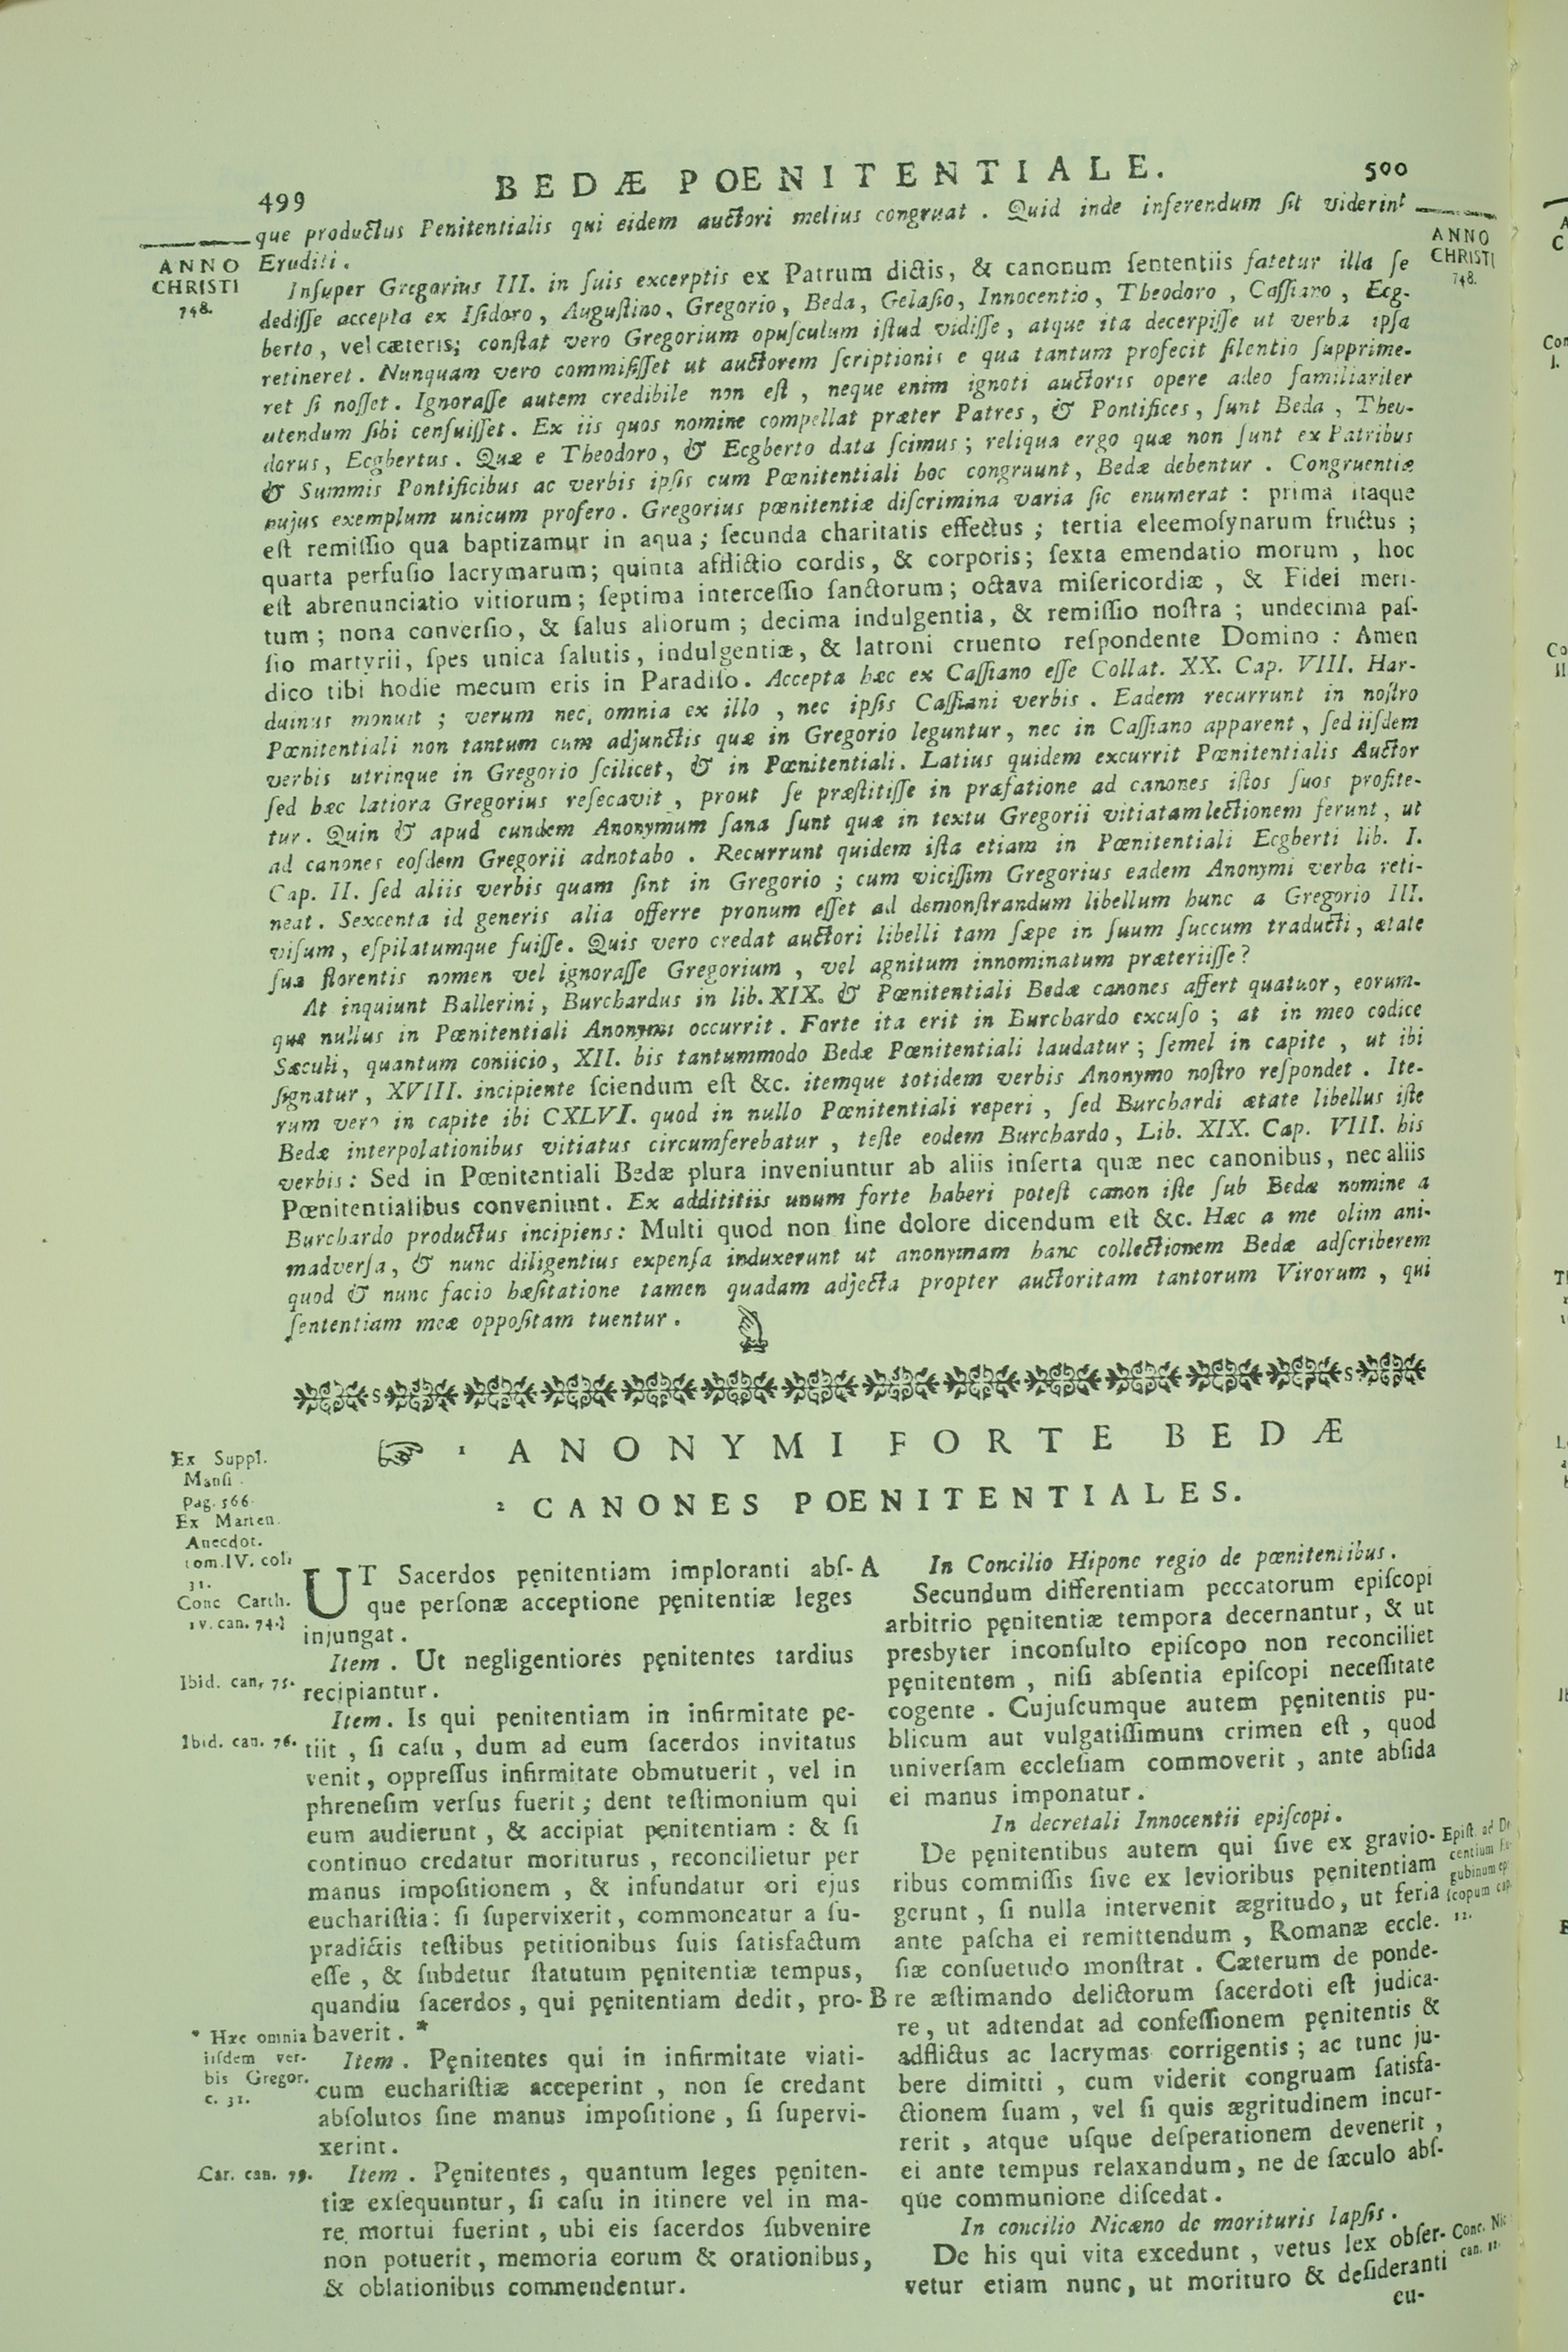 499
BEDÆ POENITENTIALE.
500
que productus Penitentialis qui eidem auctori melius congruat . Quid inde inferendum ſit viderint
Eruditi.
ANNO
CHRISTI
748.
ANNO
CHRISTI
748.
Inſuper Gregorius III. in ſuis excerptis ex Patrum dictis, & canonum ſententiis fatetur illa ſe
dediſſe accepta ex Iſidoro, Auguſtino, Gregorio, Beda, Gelaſio, Innocentio, Theodoro , Caſſiano , Ecg-
berto, vel cæteris; conſtat vero Gregorium opuſculum iſtud vidiſſe, atque ita decerpiſſe ut verba ipſa
retineret. Nunquam vero commiſiſſet ut auctorem ſcriptionis e qua tantum profecit ſilentio ſupprime-
ret ſi noſſet. Ignoraſſe autem credibile non eſt , neque enim ignoti auctoris opere adeo familiariter
utendum ſibi cenſuiſſet. Ex iis quos nomine compellat præter Patres, & Pontifices, ſunt Beda , Theo-
dorus, Ecgbertus. Quæ e Theodoro, & Ecgberto data ſcimus; reliqua ergo quæ non ſunt ex Patribus
& Summis Pontificibus ac verbis ipſis cum Pœnitentiali hoc congruunt, Bedæ debentur . Congruentiæ
nujus exemplum unicum profero. Gregorius pœnitentiæ diſcrimina varia ſic enumerat : prima itaque
eſt remiſſio qua baptizamur in aqua; ſecunda charitatis effectus ; tertia eleemoſynarum fructus ;
quarta perfuſio lacrymarum; quinta afflictio cordis, & corporis; ſexta emendatio morum , hoc
eſt abrenunciatio vitiorum; ſeptima interceſſio ſanctorum; octava miſericordiæ , & Fidei meri-
tum; nona converſio, & ſalus aliorum; decima indulgentia, & remiſſio noſtra ; undecima paſ-
ſio martyrii, ſpes unica ſalutis, indulgentiæ, & latroni cruento reſpondente Domino : Amen
dico tibi hodie mecum eris in Paradiſo. Accepta hæc ex Caſſiano eſſe Collat. XX. Cap. VIII. Har-
duinus monuit ; verum nec, omnia ex illo , nec ipſis Caſſiani verbis . Eadem recurrunt in noſtro
Pœnitentiali non tantum cum adjunctis quæ in Gregorio leguntur, nec in Caſſiano apparent, ſed iiſdem
verbis utrinque in Gregorio ſcilicet, & in Pœnitentiali. Latius quidem excurrit Pœnitentialis Auctor
ſed hæc latiora Gregorius reſecavit , prout ſe præſtitiſſe in præfatione ad canones iſtos ſuos profite-
tur. Quin & apud eundem Anonymum ſana ſunt quæ in textu Gregorii vitiatam lectionem ferunt, ut
ad canones eoſdem Gregorii adnotabo . Recurrunt quidem iſta etiam in Pœnitentiali Ecgberti lib. I.
Cap. II. ſed aliis verbis quam ſint in Gregorio ; cum viciſſim Gregorius eadem Anonymi verba reti-
neat. Sexcenta id generis alia offerre pronum eſſet ad demonſtrandum libellum hunc a Gregorio III.
viſum, eſpilatumque fuiſſe. Quis vero credat auctori libelli tam ſæpe in ſuum ſuccum traducti, ætate
ſua florentis nomen vel ignoraſſe Gregorium , vel agnitum innominatum præteriiſſe?
At inquiunt Ballerini, Burchardus in lib. XIX. & Pœnitentiali Bedæ canones affert quatuor, eorum-
que nullus in Pœnitentiali Anonymi occurrit. Forte ita erit in Burchardo excuſo ; at in meo codice
Sæculi, quantum coniicio, XII. bis tantummodo Bedæ Pœnitentiali laudatur; ſemel in capite , ut ibi
ſignatur, XVIII. incipiente ſciendum eſt &c. itemque totidem verbis Anonymo noſtro reſpondet . Ite-
rum vero in capite ibi CXLVI. quod in nullo Pœnitentiali reperi, ſed Burchardi ætate libellus iſte
Bedæ interpolationibus vitiatus circumferebatur , teſte eodem Burchardo, Lib. XIX. Cap. VIII. his
verbis: Sed in Pœnitentiali Bedæ plura inveniuntur ab aliis inſerta quæ nec canonibus, nec aliis
Pœnitentialibus conveniunt. Ex addititiis unum forte haberi poteſt canon iſte ſub Bedæ nomine a
Burchardo productus incipiens: Multi quod non ſine dolore dicendum eſt &c. Hæc a me olim ani-
madverſa, & nunc diligentius expenſa induxerunt ut anonymam hanc collectionem Bedæ adſcriberem
quod & nunc facio hæſitatione tamen quadam adjecta propter auctoritam tantorum Virorum , qui
ſententiam meæ oppoſitam tuentur.
1 ANONYMI FORTE BEDÆ
2 CANONES POENITENTIALES.
Ex Suppl.
Manſi.
Pag. 566.
Ex Marten.
Anecdot.
tom. IV. col.
31.
Conc Carth.
IV. can. 74.
UT Sacerdos pęnitentiam imploranti abſ-
que perſonæ acceptione pęnitentiæ leges
injungat.
Item. Ut negligentiores pęnitentes tardius
recipiantur.
Ibid. can. 75.
Item. Is qui penitentiam in infirmitate pe-
tiit , ſi caſu , dum ad eum ſacerdos invitatus
venit, oppreſſus infirmitate obmutuerit , vel in
phreneſim verſus fuerit; dent teſtimonium qui
eum audierunt , & accipiat pęnitentiam : & ſi
continuo credatur moriturus , reconcilietur per
manus impoſitionem , & infundatur ori ejus
euchariſtia: ſi ſupervixerit, commoneatur a ſu-
pradictis teſtibus petitionibus ſuis ſatisfactum
eſſe , & ſubdetur ſtatutum pęnitentiæ tempus,
quandiu ſacerdos, qui pęnitentiam dedit, pro-
baverit. *
Ibid. can. 76.
* Hæc omnia
iiſdem ver-
bis Gregor.
c. 31.
Item. Pęnitentes qui in infirmitate viati-
cum euchariſtiæ acceperint , non ſe credant
abſolutos ſine manus impoſitione , ſi ſupervi-
xerint.
Car. can. 79.
Item. Pęnitentes, quantum leges pęniten-
tiæ exſequuntur, ſi caſu in itinere vel in ma-
re mortui fuerint, ubi eis ſacerdos ſubvenire
non potuerit, memoria eorum & orationibus,
& oblationibus commendentur.
A
B
In Concilio Hipone regio de pœnitentibus.
Secundum differentiam peccatorum epiſcopi
arbitrio pęnitentiæ tempora decernantur, & ut
presbyter inconſulto epiſcopo non reconciliet
pęnitentem , niſi abſentia epiſcopi neceſſitate
cogente . Cujuſcumque autem pęnitentis pu-
blicum aut vulgatiſſimum crimen eſt , quod
univerſam eccleſiam commoverit , ante abſida
ei manus imponatur.
In decretali Innocentii epiſcopi.
De pęnitentibus autem qui ſive ex gravio-
ribus commiſſis ſive ex levioribus pęnitentiam
gerunt, ſi nulla intervenit ægritudo, ut feria
ante paſcha ei remittendum , Romanæ eccle-
ſiæ conſuetudo monſtrat . Cæterum de ponde-
re æſtimando delictorum ſacerdoti eſt judica-
re, ut adtendat ad confeſſionem pęnitentis &
adflictus ac lacrymas corrigentis; ac tunc ju-
bere dimitti , cum viderit congruam ſatisfa-
ctionem ſuam , vel ſi quis ægritudinem incur-
rerit , atque uſque deſperationem devenerit ,
ei ante tempus relaxandum, ne de ſæculo abſ-
que communione diſcedat.
Epiſt. ad De
centium
gubinum
ſcopum cap.
12.
In concilio Nicæno de morituris lapſis.
De his qui vita excedunt , vetus lex obſer-
vetur etiam nunc, ut morituro & deſideranti
Conc. Nic
can. 12.
cu-